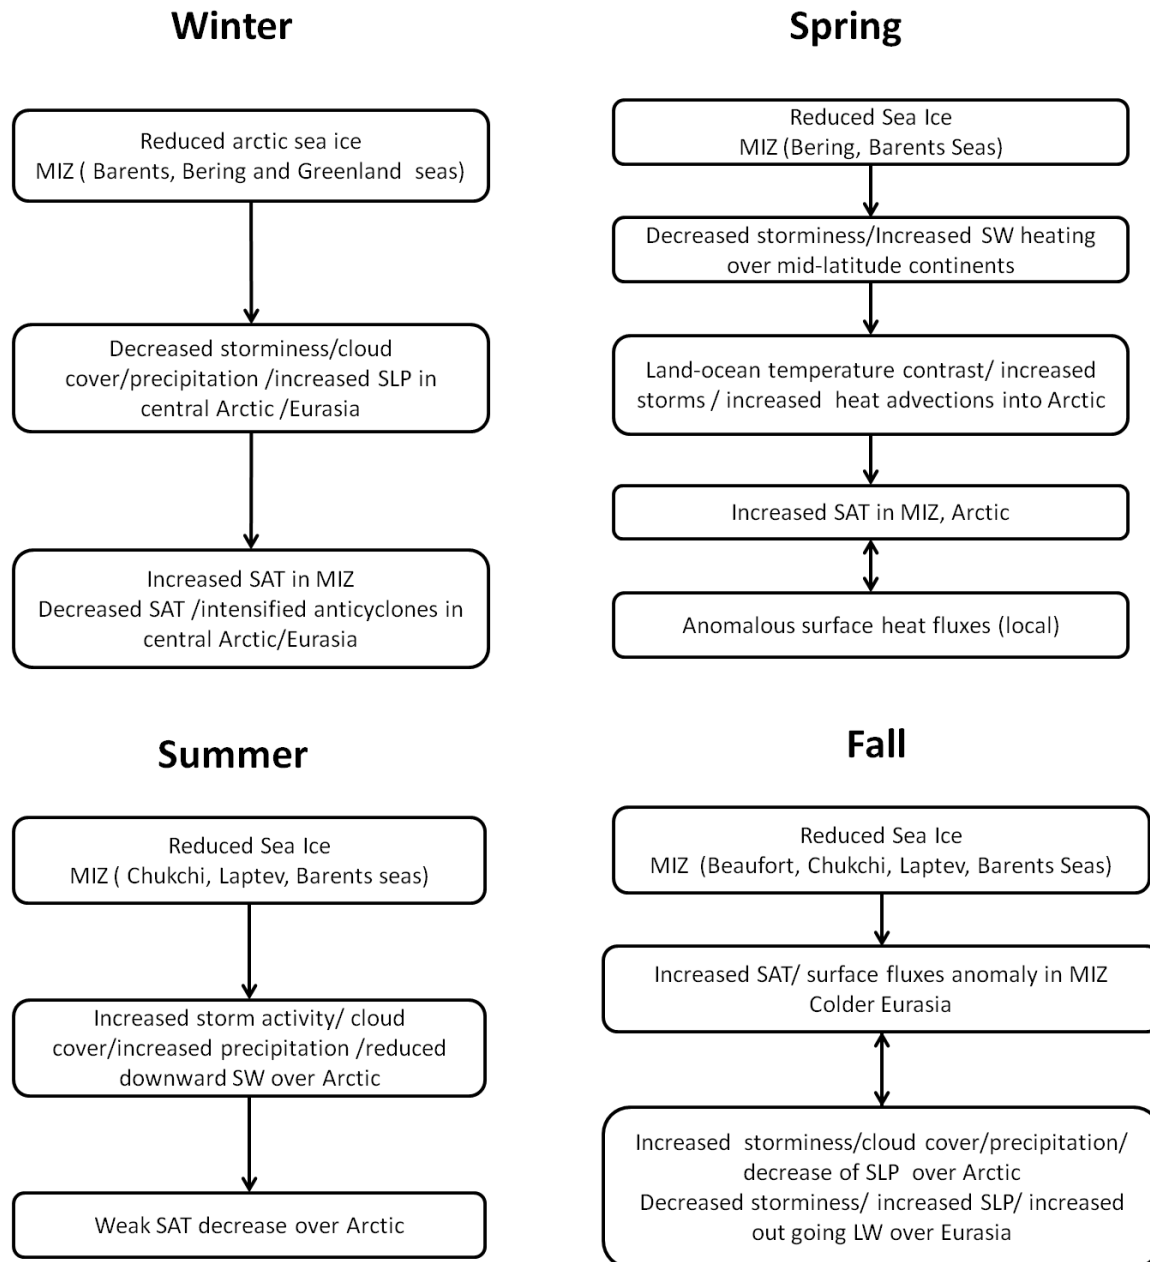 Winter
Reduced arctic sea ice
MIZ ( Barents, Bering and Greenland seas)
Decreased storminess/cloud
cover/precipitation /increased SLP in
central Arctic /Eurasia
Increased SAT in MIZ
Decreased SAT /intensified anticyclones in
central Arctic/Eurasia
Spring
Reduced Sea Ice
MIZ (Bering, Barents Seas)
Decreased storminess/Increased SW heating
over mid-latitude continents
Land-ocean temperature contrast/ increased
storms / increased heat advections into Arctic
Increased SAT in MIZ, Arctic
Anomalous surface heat fluxes (local)
Summer
Reduced Sea Ice
MIZ ( Chukchi, Laptev, Barents seas)
Increased storm activity/ cloud
cover/increased precipitation /reduced
downward SW over Arctic
Weak SAT decrease over Arctic
Fall
Reduced Sea Ice
MIZ (Beaufort, Chukchi, Laptev, Barents Seas)
Increased SAT/ surface fluxes anomaly in MIZ
Colder Eurasia
Increased storminess/cloud cover/precipitation/
decrease of SLP over Arctic
Decreased storminess/ increased SLP/ increased
out going LW over Eurasia